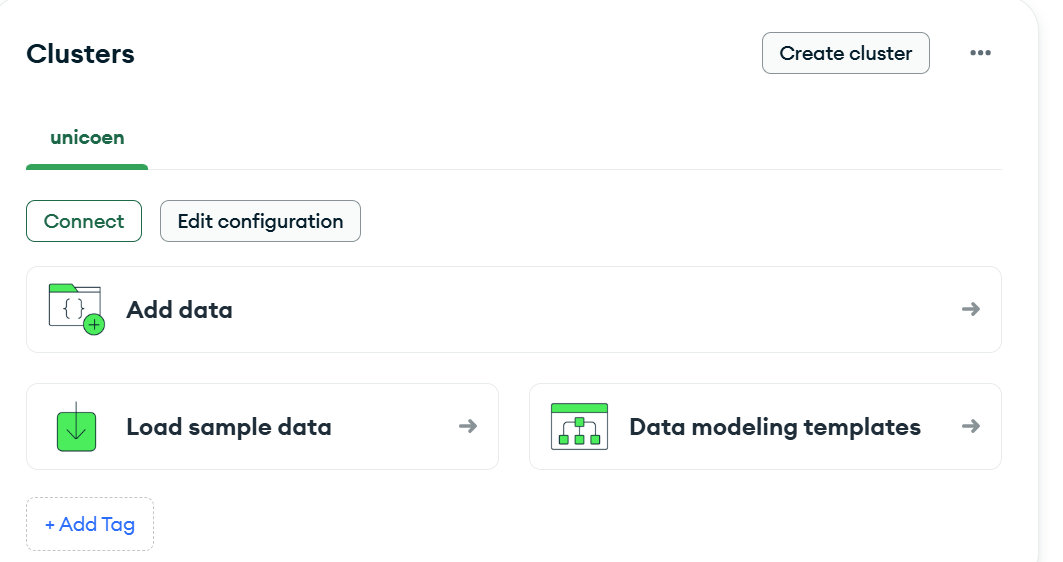 Clusters
Create cluster
unicoen
Connect
Edit configuration
Add data
Load sample data
Data modeling templates
+ Add Tag